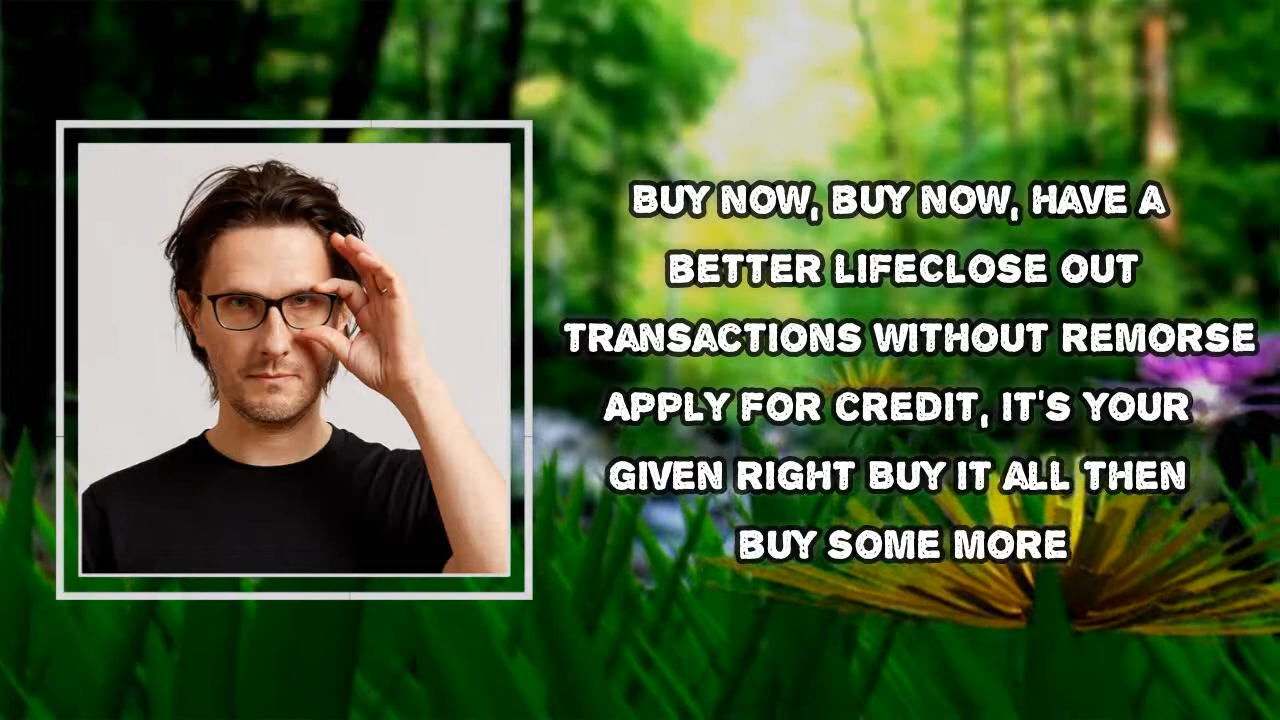 BUY NOW, BUY NOW, HAVE A
BETTER LIFECLOSE OUT
TRANSACTIONS WITHOUT REMORSE
APPLY FOR CREDIT, IT'S YOUR
GIVEN RIGHT BUY IT ALL THEN
BUY SOME MORE